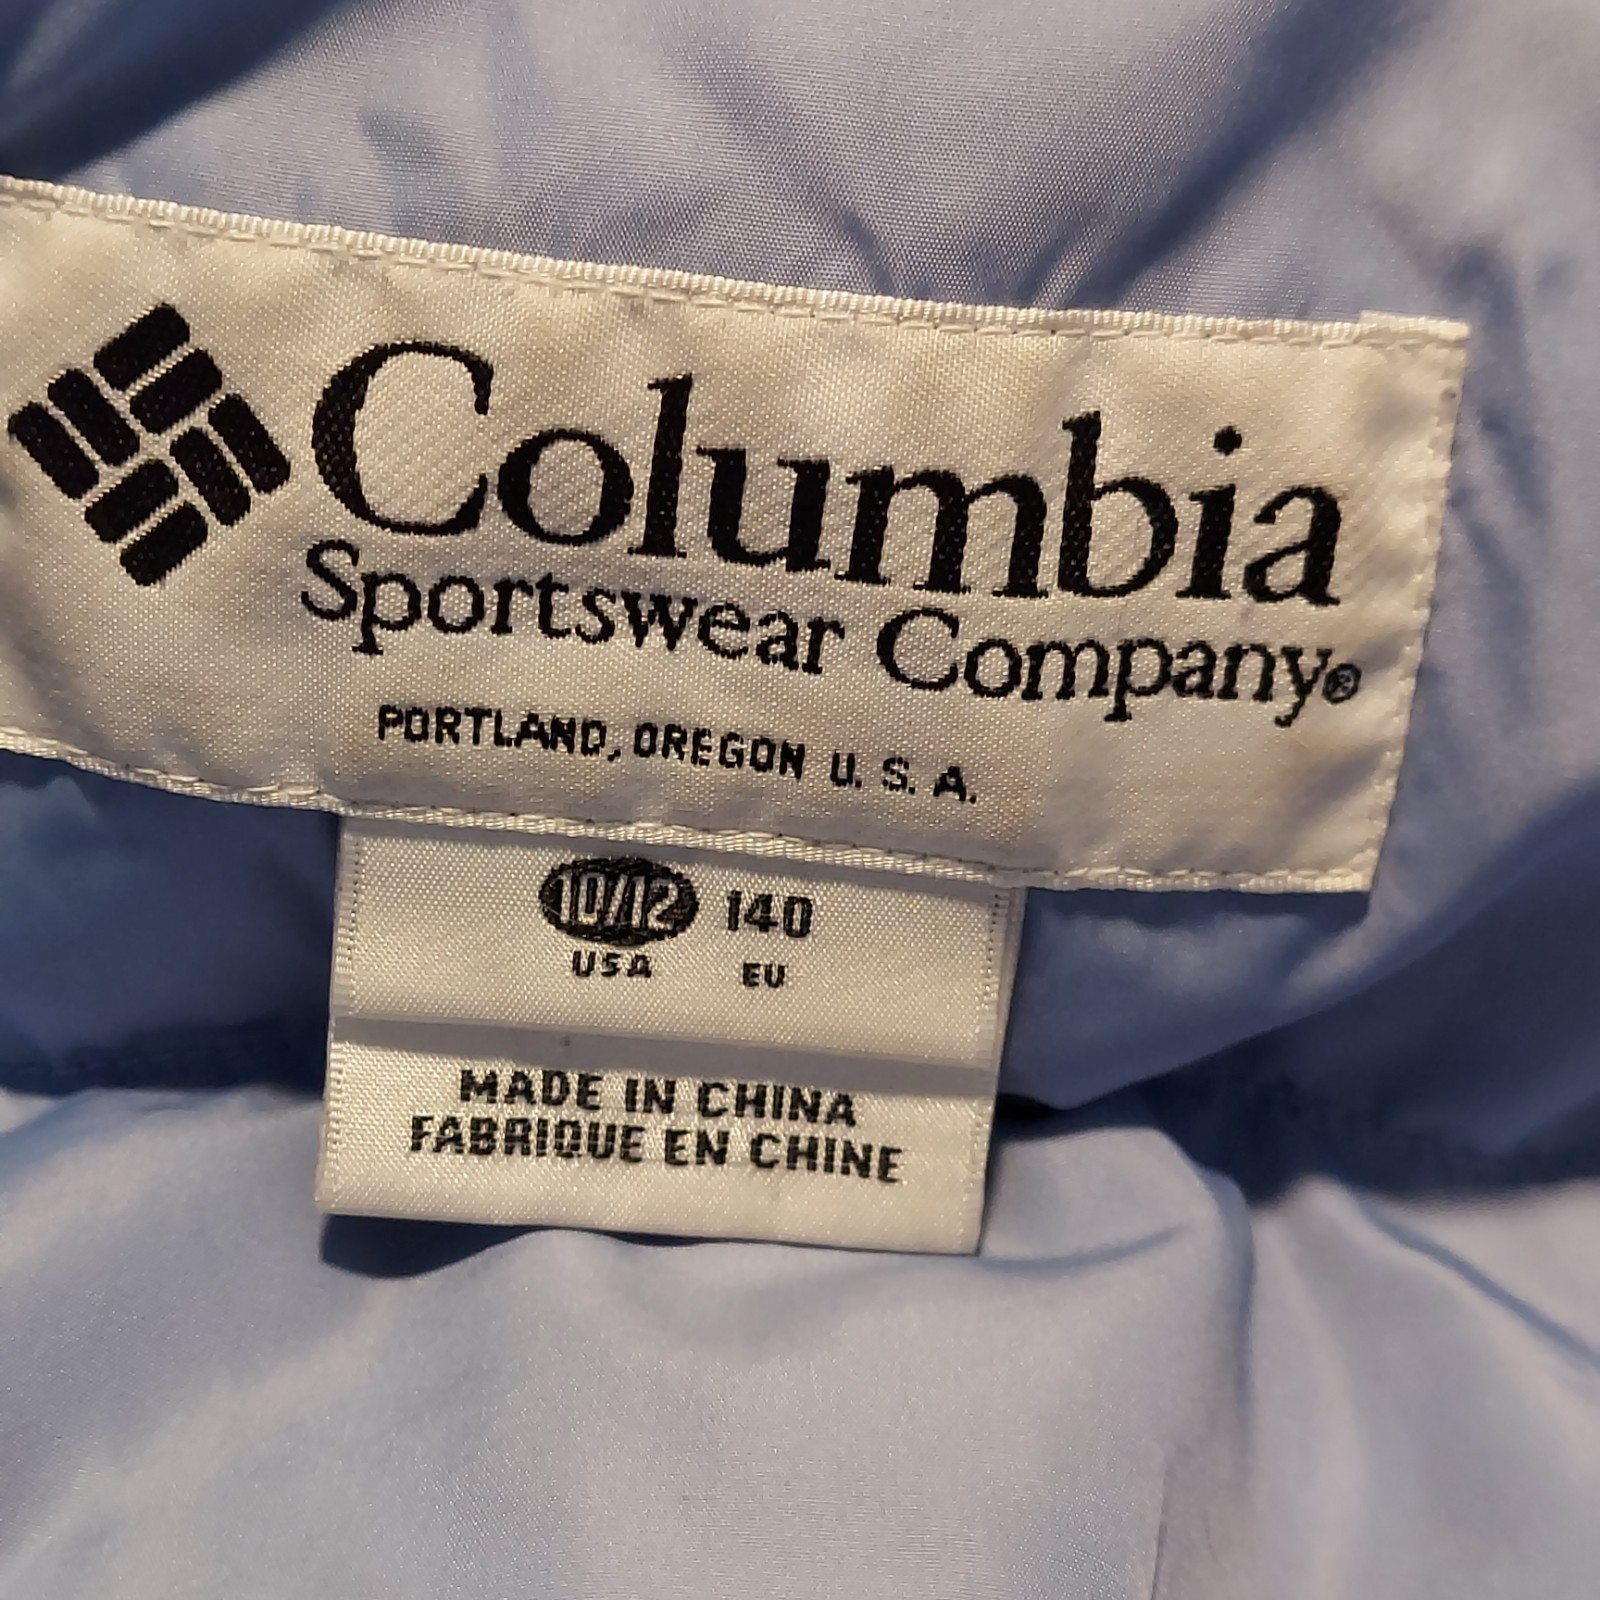 Columbia
Sportswear Company®
PORTLAND, OREGON U. S. A.
10/12 140
USA EU
MADE IN CHINA
FABRIQUE EN CHINE